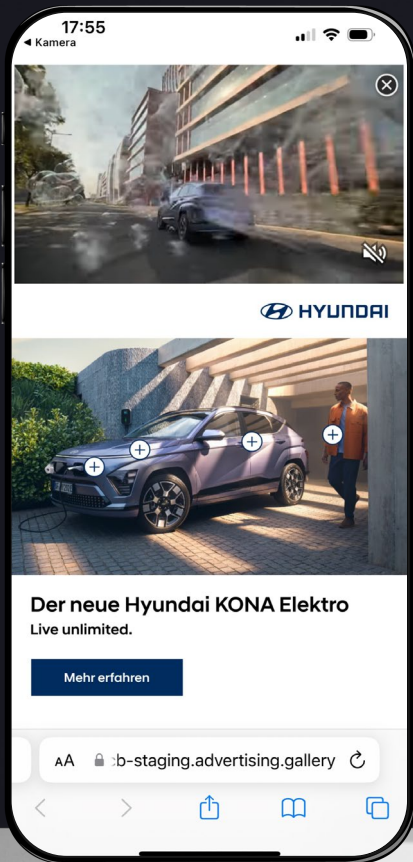 17:55
Kamera
HYUNDAI
Der neue Hyundai KONA Elektro
Live unlimited.
Mehr erfahren
AA
b-staging.advertising.gallery